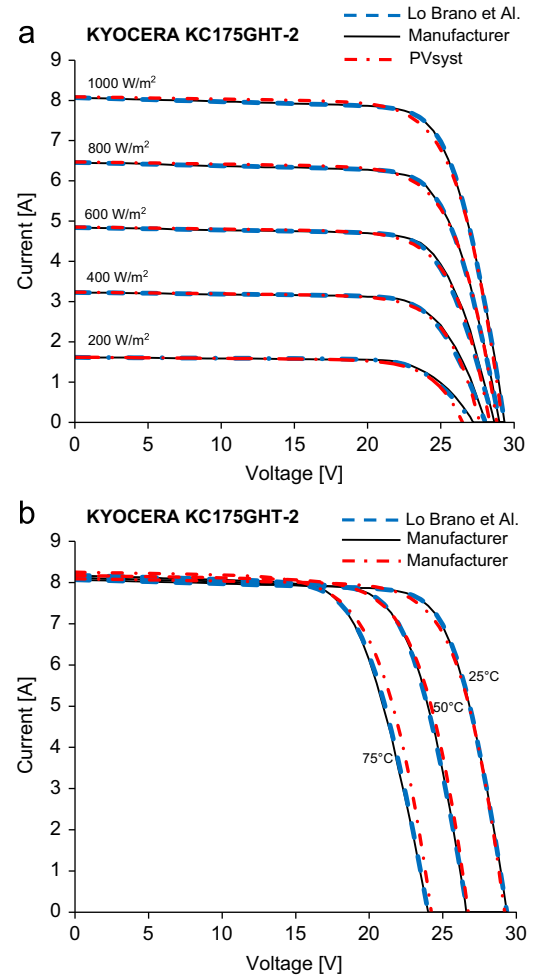 a
KYOCERA KC175GHT-2
Lo Brano et Al.
Manufacturer
PVsyst
9
8
7
6
5
4
3
2
1
0
Current [A]
1000 W/m²
800 W/m²
600 W/m²
400 W/m²
200 W/m²
0 5 10 15 20 25 30
Voltage [V]
b
KYOCERA KC175GHT-2
Lo Brano et Al.
Manufacturer
Manufacturer
9
8
7
6
5
4
3
2
1
0
Current [A]
25°C
50°C
75°C
0 5 10 15 20 25 30
Voltage [V]